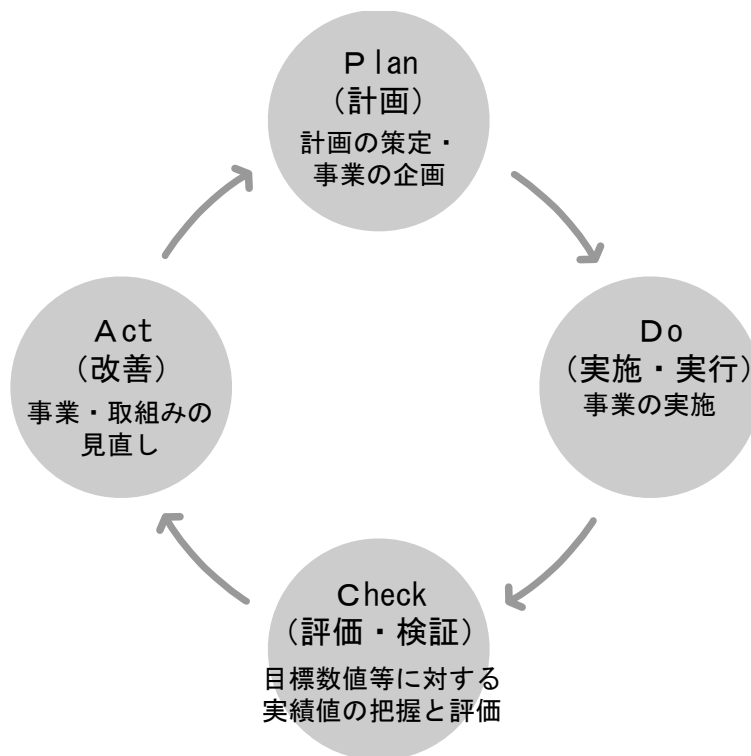 Plan
（計画）
計画の策定・
事業の企画
Do
（実施・実行）
事業の実施
Check
（評価・検証）
目標数値等に対する
実績値の把握と評価
Act
（改善）
事業・取組みの
見直し